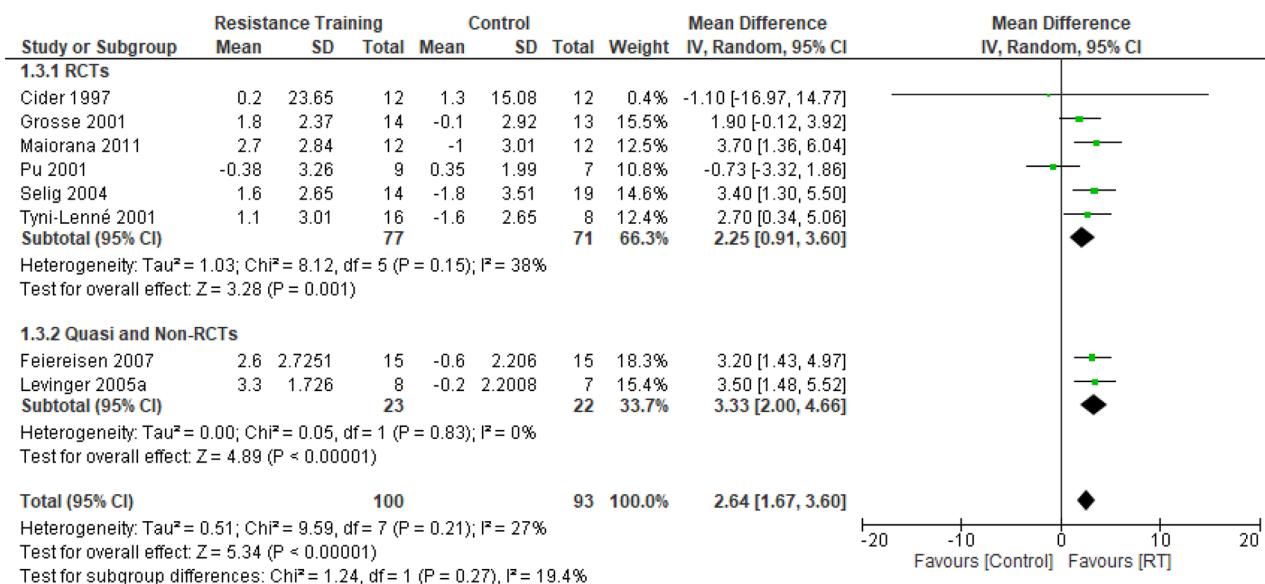 Resistance Training Control Mean Difference Mean Difference
Study or Subgroup Mean SD Total Mean SD Total Weight IV, Random, 95% CI IV, Random, 95% CI
1.3.1 RCTs
Cider 1997 0.2 23.65 12 1.3 15.08 12 0.4% -1.10 [-16.97, 14.77]
Grosse 2001 1.8 2.37 14 -0.1 2.92 13 15.5% 1.90 [-0.12, 3.92]
Maiorana 2011 2.7 2.84 12 -1 3.01 12 12.5% 3.70 [1.36, 6.04]
Pu 2001 -0.38 3.26 9 0.35 1.99 7 10.8% -0.73 [-3.32, 1.86]
Selig 2004 1.6 2.65 14 -1.8 3.51 19 14.6% 3.40 [1.30, 5.50]
Tyni-Lenné 2001 1.1 3.01 16 -1.6 2.65 8 12.4% 2.70 [0.34, 5.06]
Subtotal (95% CI) 77 71 66.3% 2.25 [0.91, 3.60]
Heterogeneity: Tau² = 1.03; Chi² = 8.12, df = 5 (P = 0.15); I² = 38%
Test for overall effect: Z = 3.28 (P = 0.001)
1.3.2 Quasi and Non-RCTs
Feiereisen 2007 2.6 2.7251 15 -0.6 2.206 15 18.3% 3.20 [1.43, 4.97]
Levinger 2005a 3.3 1.726 8 -0.2 2.2008 7 15.4% 3.50 [1.48, 5.52]
Subtotal (95% CI) 23 22 33.7% 3.33 [2.00, 4.66]
Heterogeneity: Tau² = 0.00; Chi² = 0.05, df = 1 (P = 0.83); I² = 0%
Test for overall effect: Z = 4.89 (P < 0.00001)
Total (95% CI) 100 93 100.0% 2.64 [1.67, 3.60]
Heterogeneity: Tau² = 0.51; Chi² = 9.59, df = 7 (P = 0.21); I² = 27%
Test for overall effect: Z = 5.34 (P < 0.00001)
Test for subgroup differences: Chi² = 1.24, df = 1 (P = 0.27), I² = 19.4%
-20 -10 0 10 20
Favours [Control] Favours [RT]